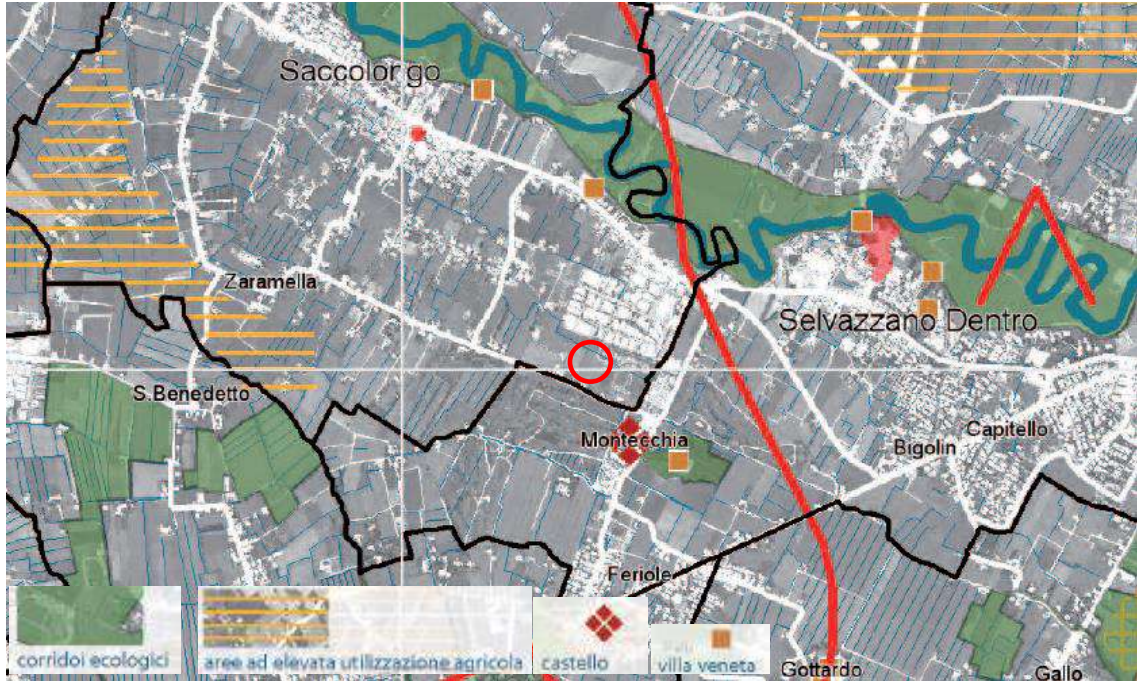 Saccolongo
Zaramella
Selvazzano Dentro
S.Benedetto
Montecchia
Capitello
Bigolin
Feriole
corridoi ecologici
aree ad elevata utilizzazione agricola
castello
villa veneta
Gottardo
Gallo